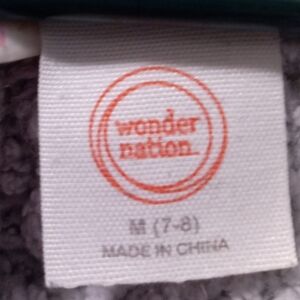 wonder
nation.
M (7-8)
MADE IN CHINA